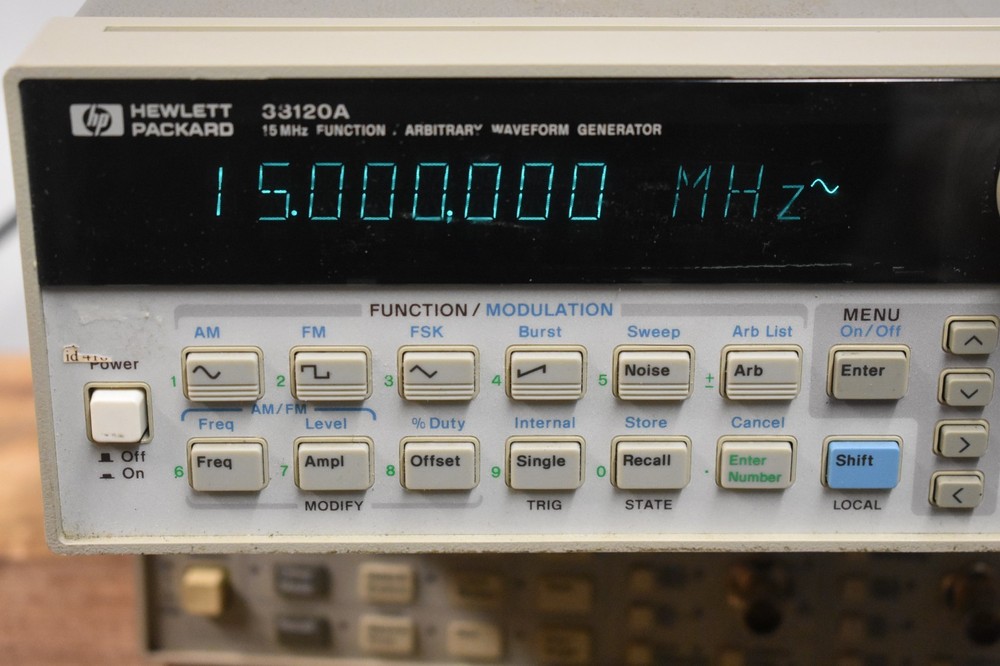 hp HEWLETT PACKARD 33120A
15 MHz FUNCTION / ARBITRARY WAVEFORM GENERATOR
15.000,000 MHz
FUNCTION / MODULATION
MENU
AM FM FSK Burst Sweep Arb List On/Off
1 2 3 4 5 Noise ± Arb Enter
Power
AM/FM
Freq Level % Duty Internal Store Cancel
6 Freq 7 Ampl 8 Offset 9 Single 0 Recall . Enter Number Shift
Off
On
MODIFY TRIG STATE LOCAL